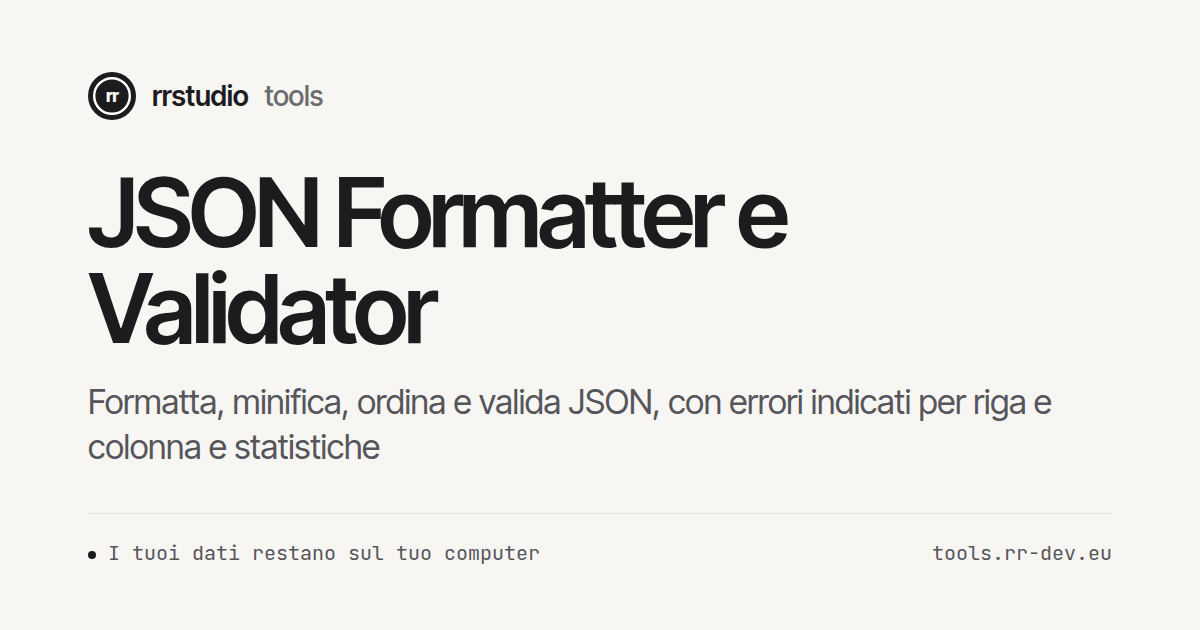 rr rrstudio tools
JSON Formatter e
Validator
Formatta, minifica, ordina e valida JSON, con errori indicati per riga e
colonna e statistiche
I tuoi dati restano sul tuo computer
tools.rr-dev.eu